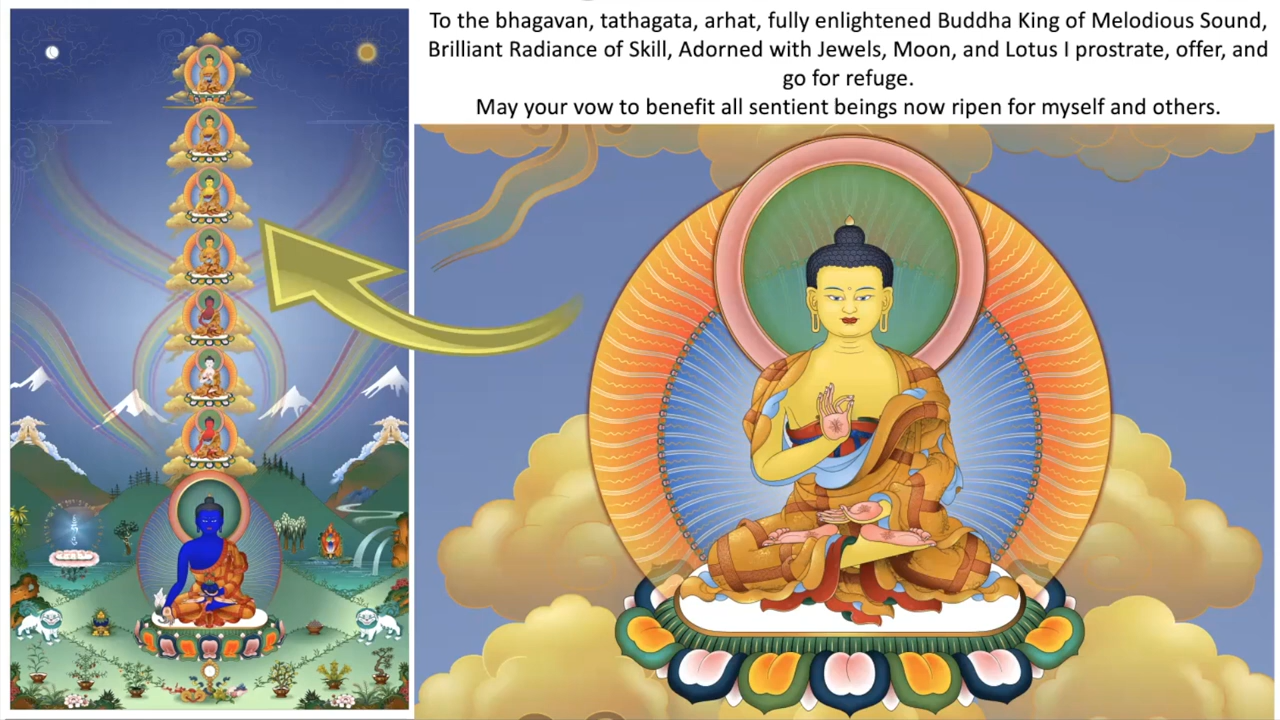 To the bhagavan, tathagata, arhat, fully enlightened Buddha King of Melodious Sound,
Brilliant Radiance of Skill, Adorned with Jewels, Moon, and Lotus I prostrate, offer, and
go for refuge.
May your vow to benefit all sentient beings now ripen for myself and others.